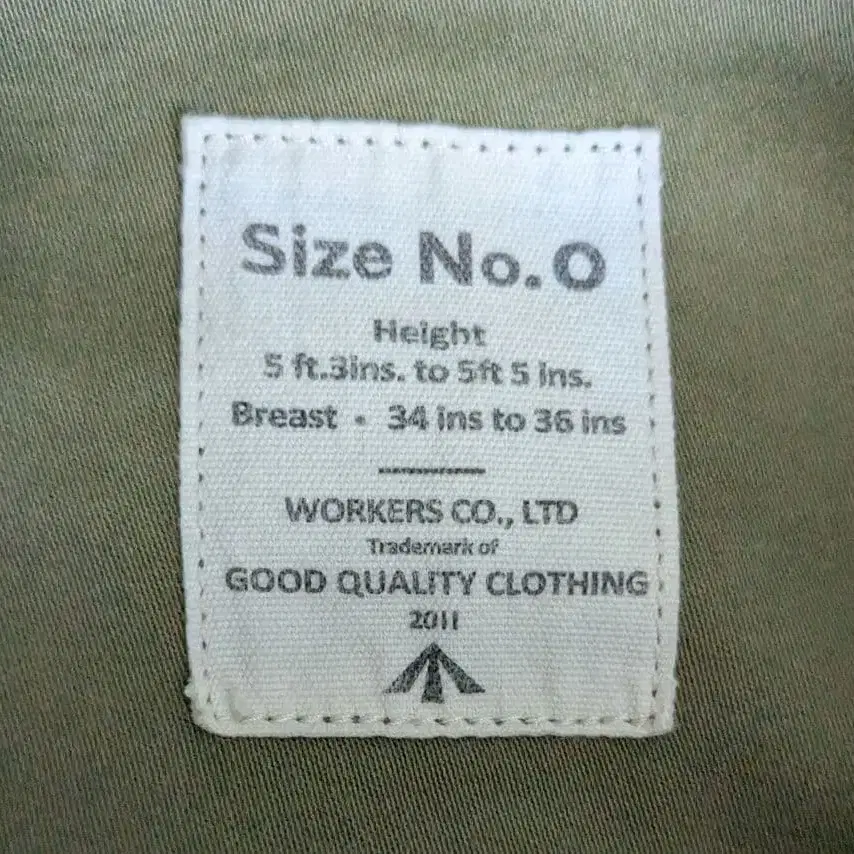 Size No. 0
Height
5 ft.3ins. to 5ft 5 ins.
Breast • 34 ins to 36 ins
WORKERS CO., LTD
Trademark of
GOOD QUALITY CLOTHING
2011